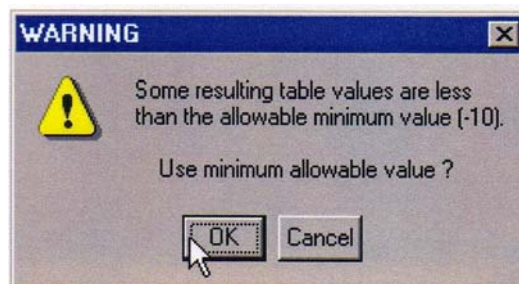 WARNING
Some resulting table values are less
than the allowable minimum value (-10).
Use minimum allowable value ?
OK Cancel